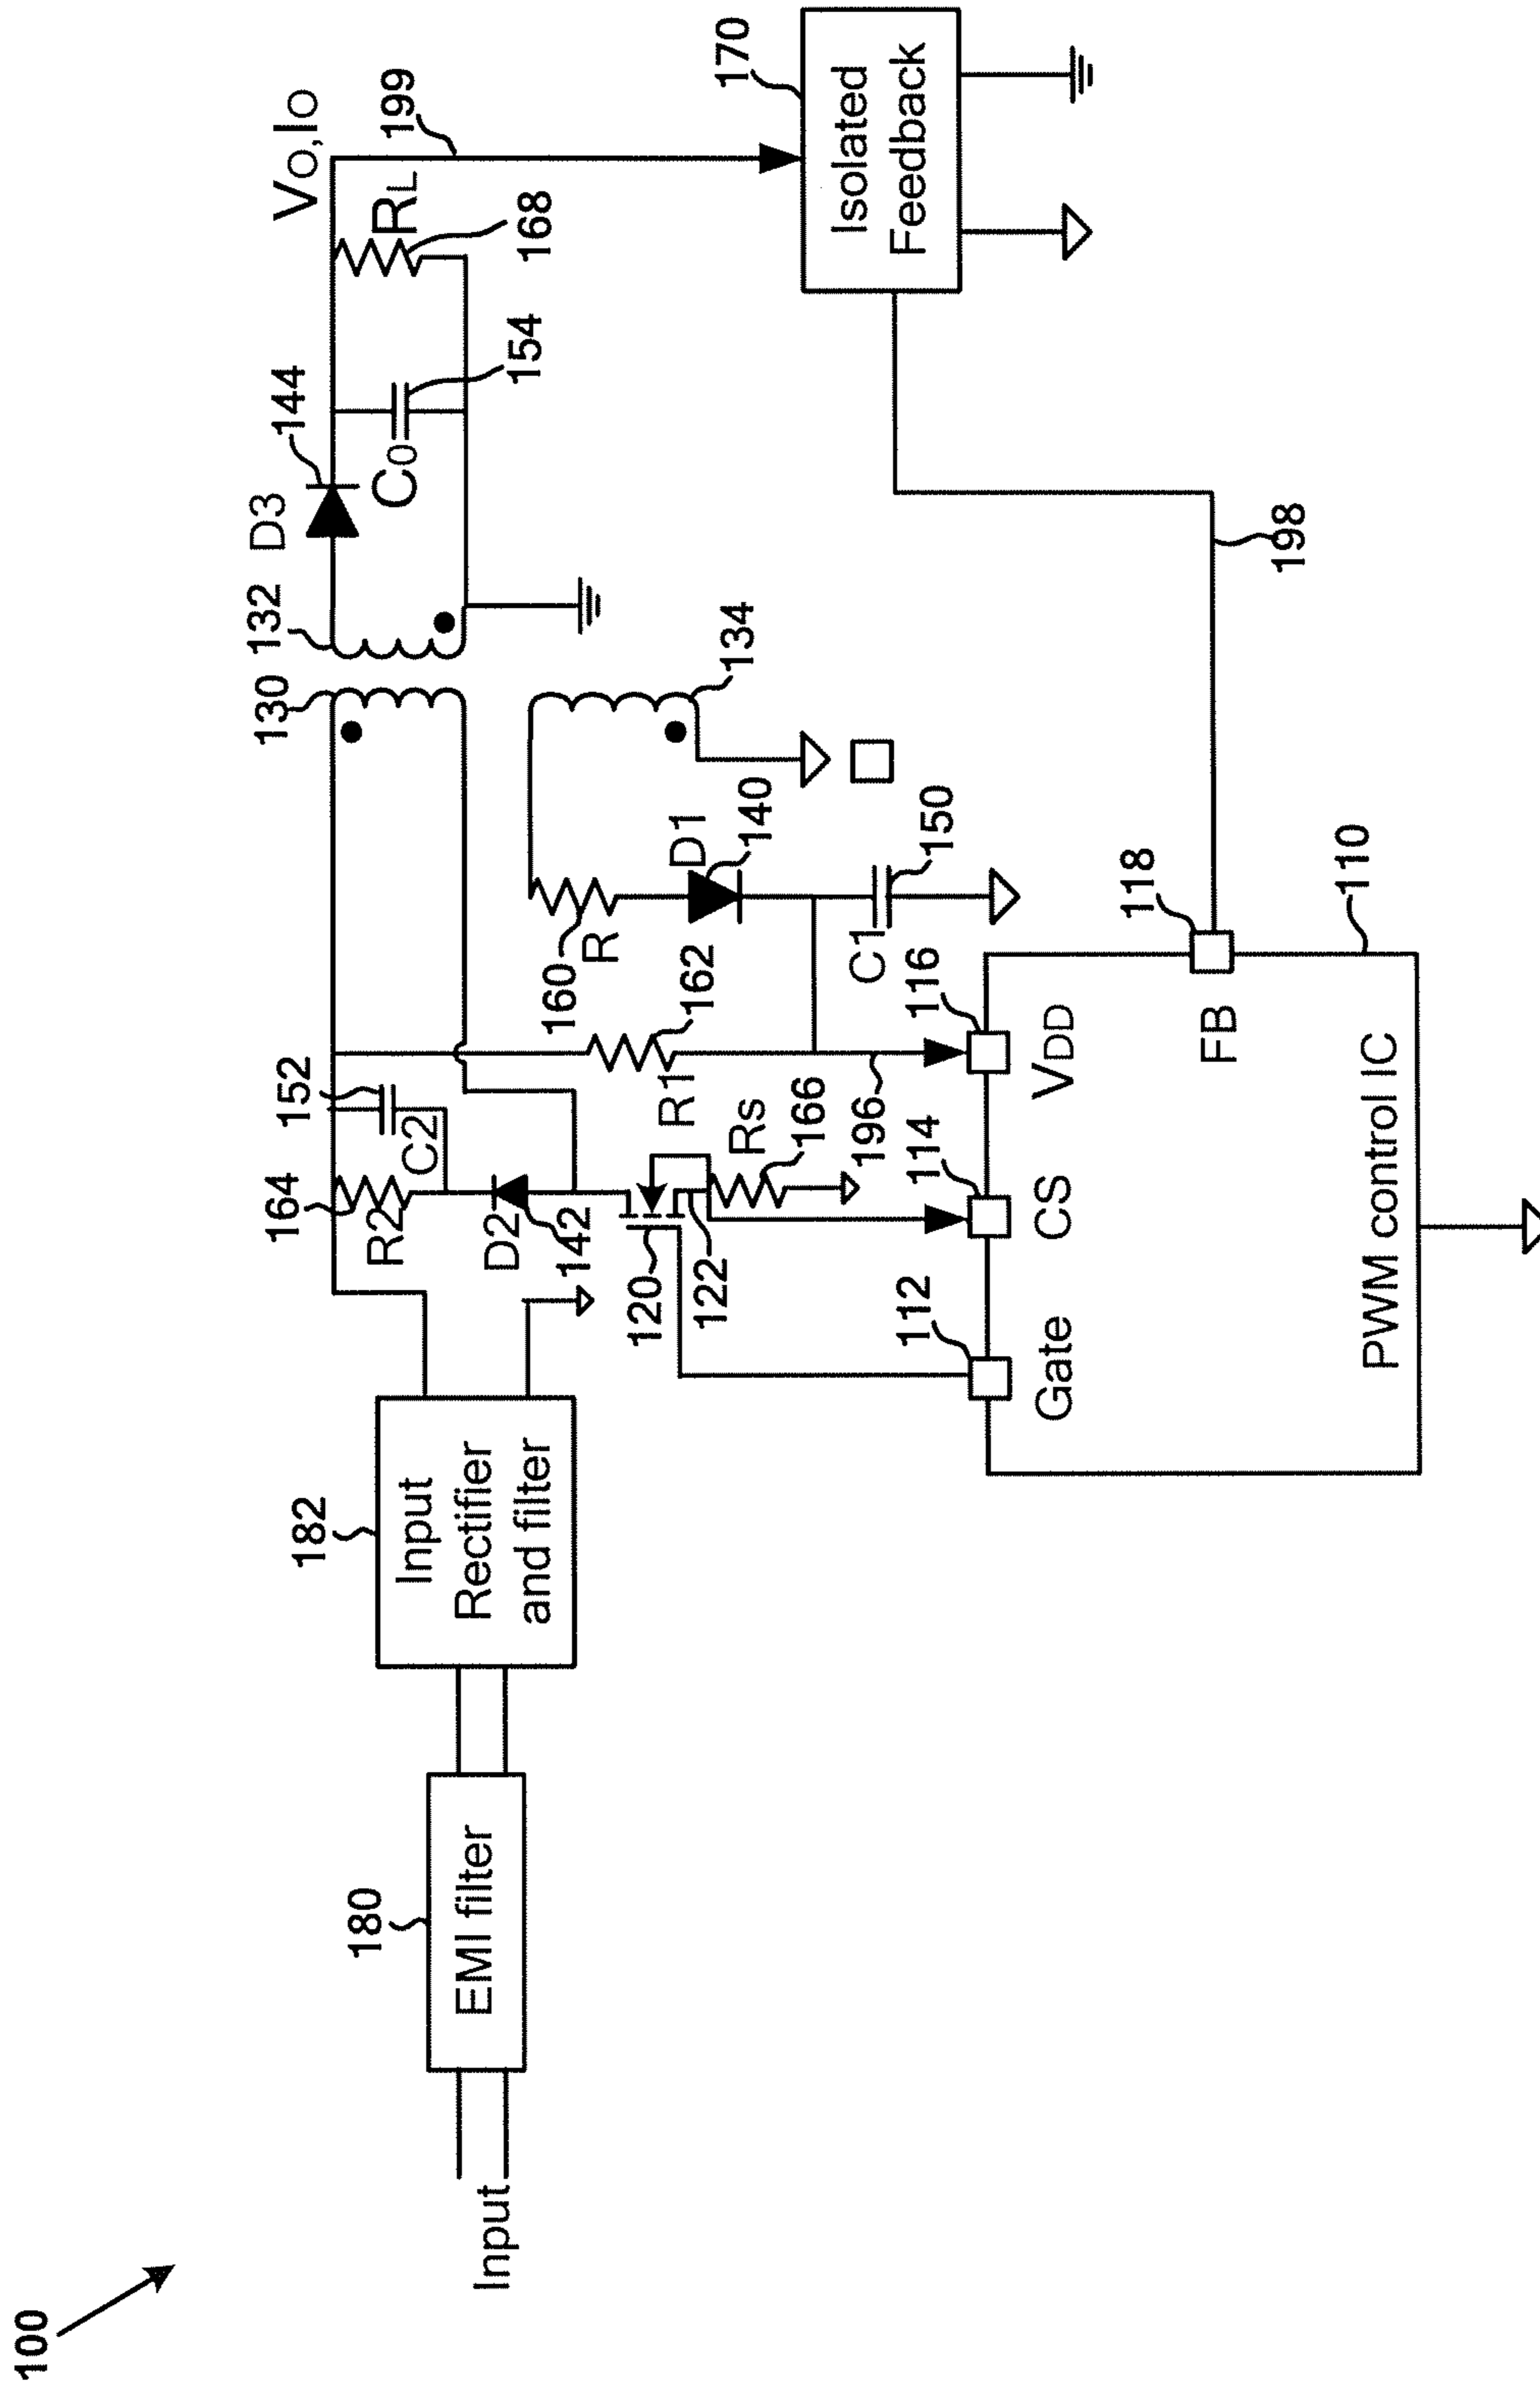 100
Input
180
EMI filter
182
Input
Rectifier
and filter
164
R2
152
C2
D2
142
120
122
R1
162
Rs
166
196
160
R
D1
140
C1
150
130
132
134
D3
144
C0
154
RL
168
Vo,Io
199
170
Isolated
Feedback
198
112
Gate
114
CS
116
VDD
118
FB
110
PWM control IC